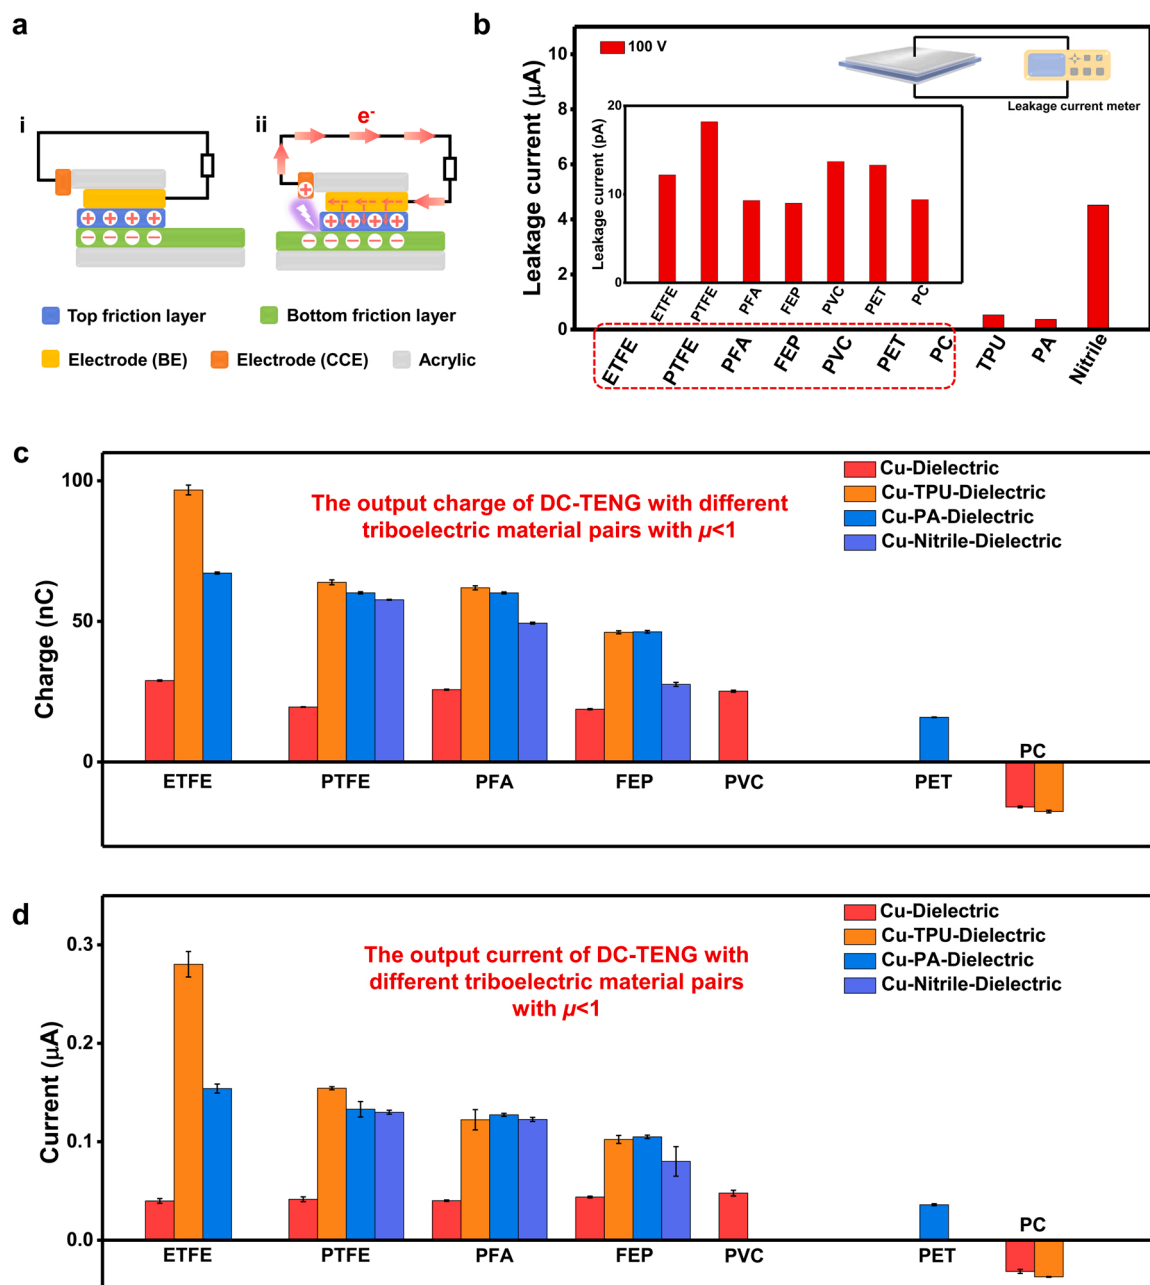 a
i
ii
e-
+ + + +
− − − −
+
+ + + +
− − − − −
Top friction layer
Bottom friction layer
Electrode (BE)
Electrode (CCE)
Acrylic
b
100 V
Leakage current meter
Leakage current (μA)
10
8
6
4
2
0
Leakage current (pA)
20
10
0
ETFE
PTFE
PFA
FEP
PVC
PET
PC
ETFE
PTFE
PFA
FEP
PVC
PET
PC
TPU
PA
Nitrile
c
Cu-Dielectric
Cu-TPU-Dielectric
Cu-PA-Dielectric
Cu-Nitrile-Dielectric
The output charge of DC-TENG with different
triboelectric material pairs with μ<1
Charge (nC)
100
50
0
ETFE
PTFE
PFA
FEP
PVC
PET
PC
d
Cu-Dielectric
Cu-TPU-Dielectric
Cu-PA-Dielectric
Cu-Nitrile-Dielectric
The output current of DC-TENG with
different triboelectric material pairs
with μ<1
Current (μA)
0.3
0.2
0.1
0.0
ETFE
PTFE
PFA
FEP
PVC
PET
PC